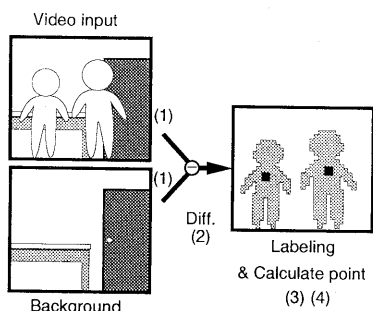 Video input
(1)
(1)
Diff.
(2)
Labeling
& Calculate point
(3) (4)
Background